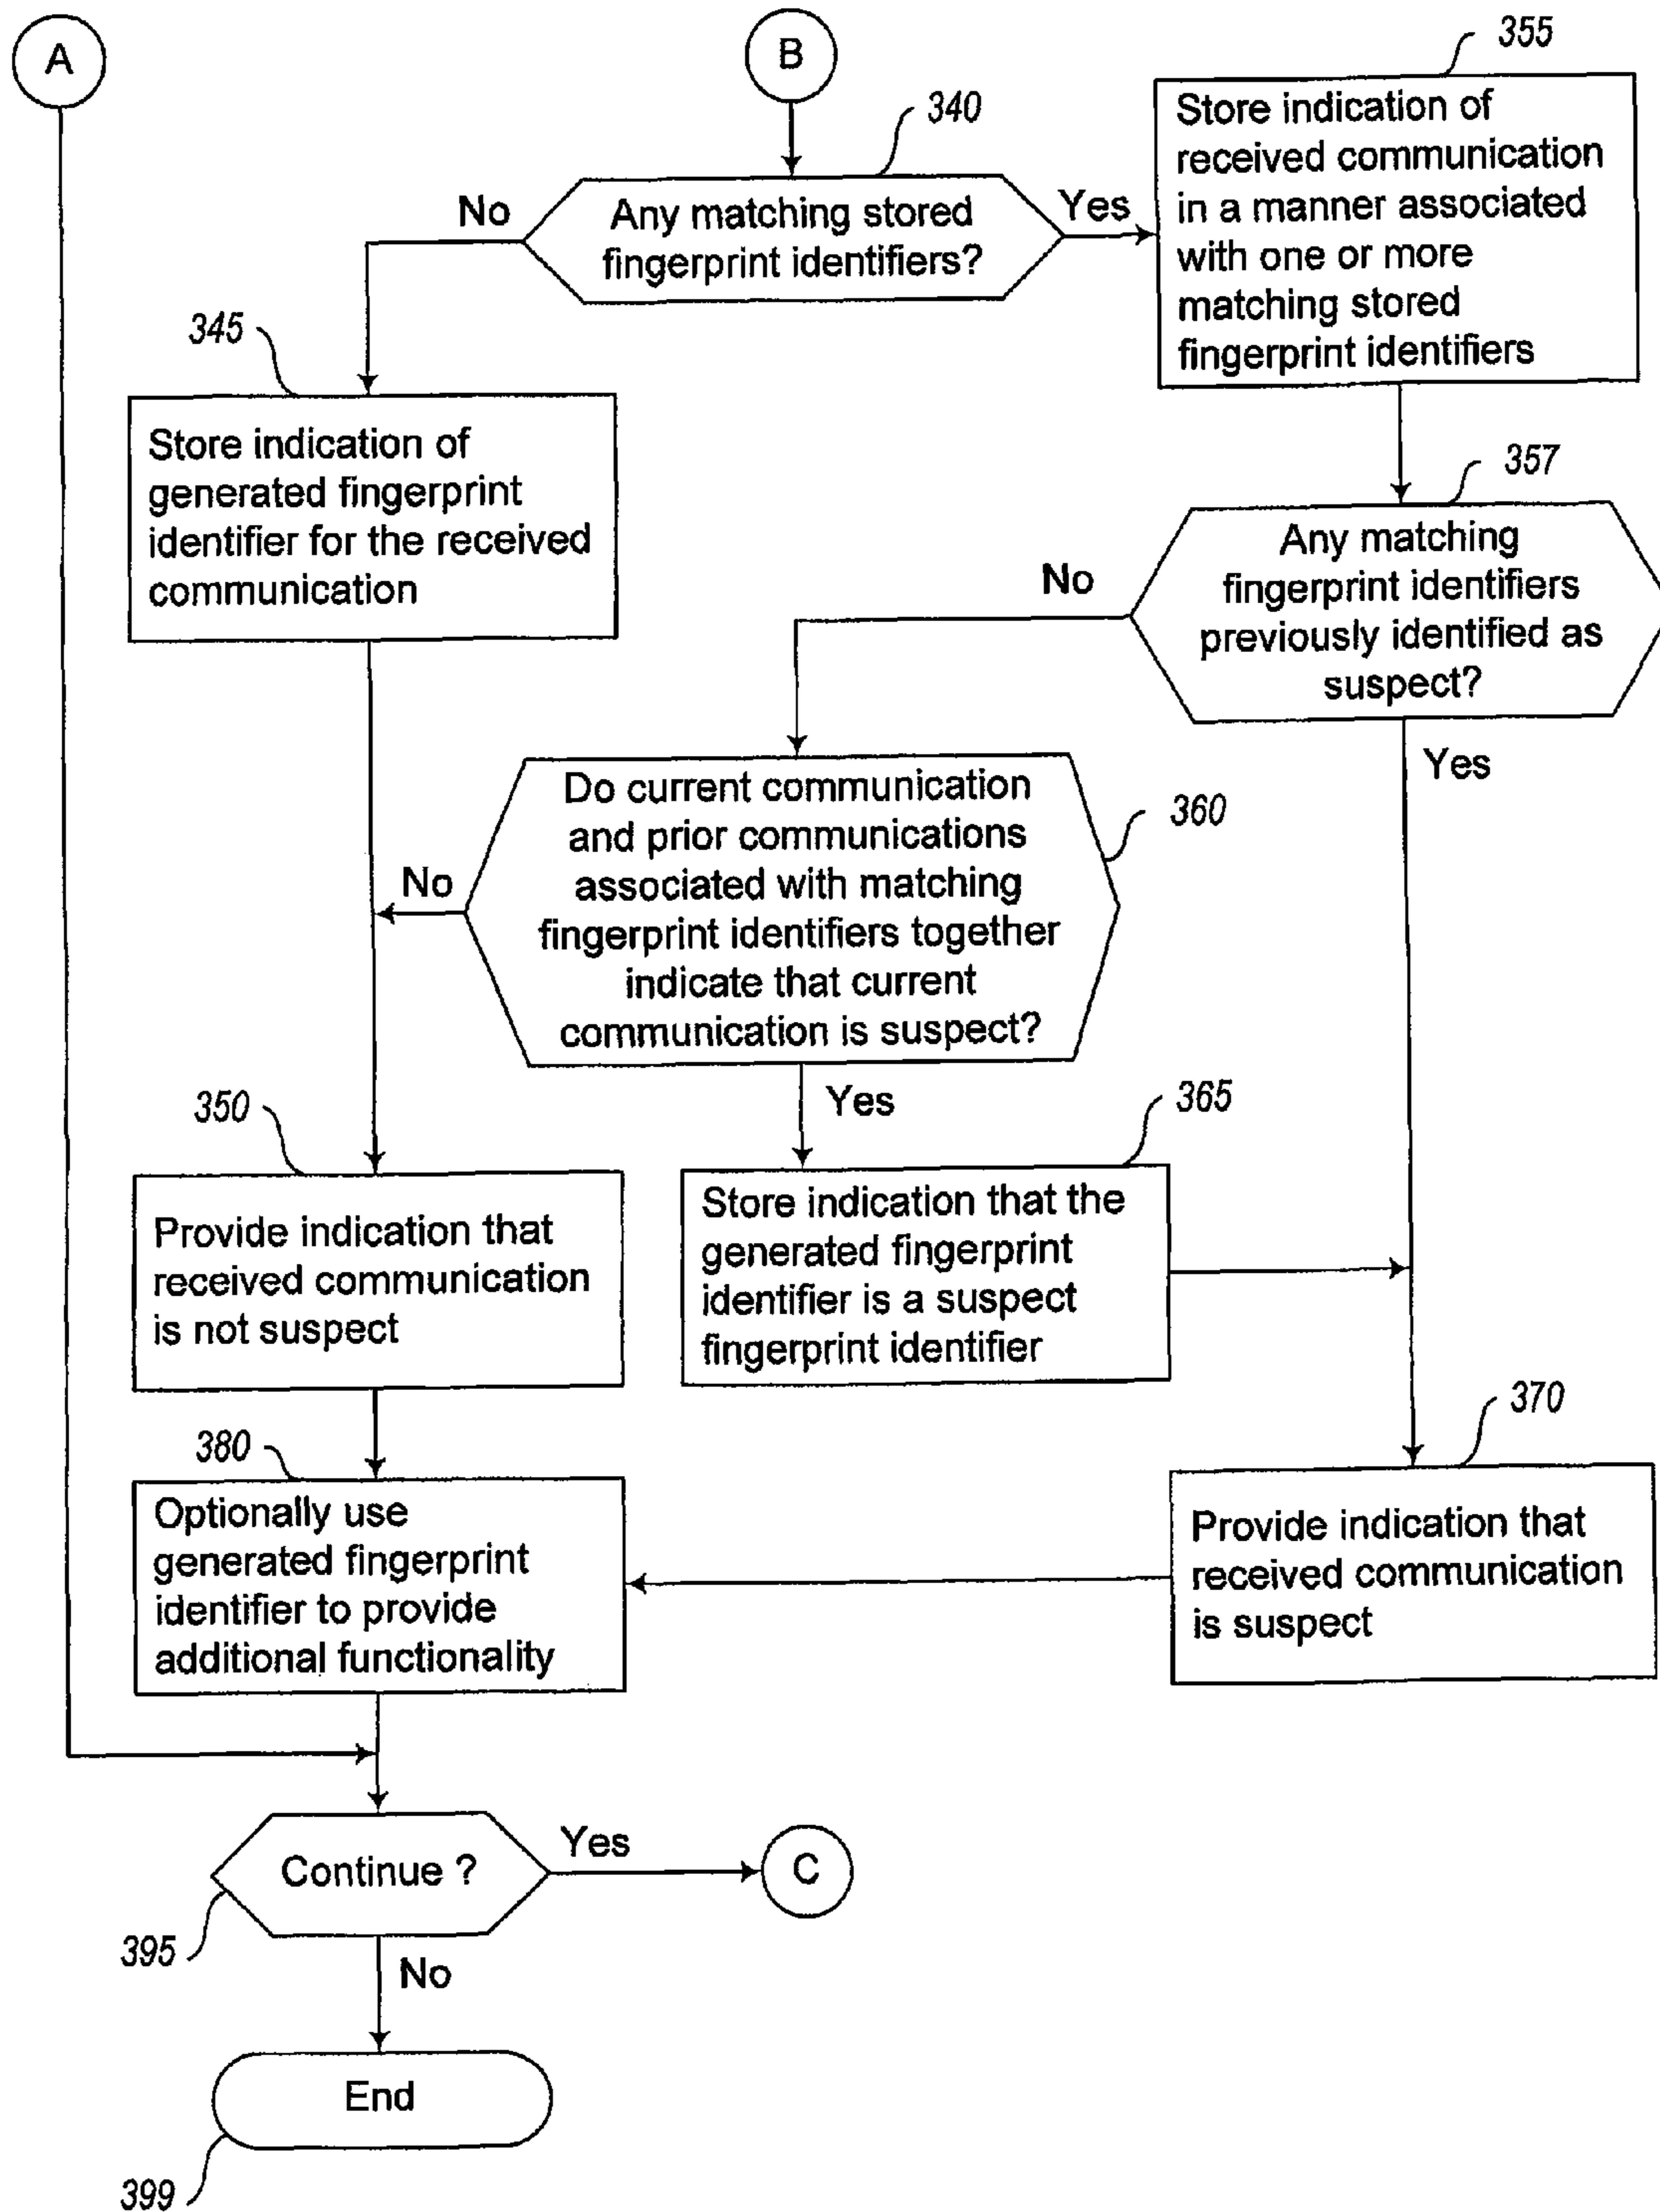 A
B
355
340
Store indication of
received communication
in a manner associated
with one or more
matching stored
fingerprint identifiers
No
Any matching stored
fingerprint identifiers?
Yes
345
Store indication of
generated fingerprint
identifier for the received
communication
357
Any matching
fingerprint identifiers
previously identified as
suspect?
No
Yes
Do current communication
and prior communications
associated with matching
fingerprint identifiers together
indicate that current
communication is suspect?
360
No
Yes
350
365
Provide indication that
received communication
is not suspect
Store indication that the
generated fingerprint
identifier is a suspect
fingerprint identifier
370
380
Optionally use
generated fingerprint
identifier to provide
additional functionality
Provide indication that
received communication
is suspect
Continue ?
Yes
C
395
No
End
399